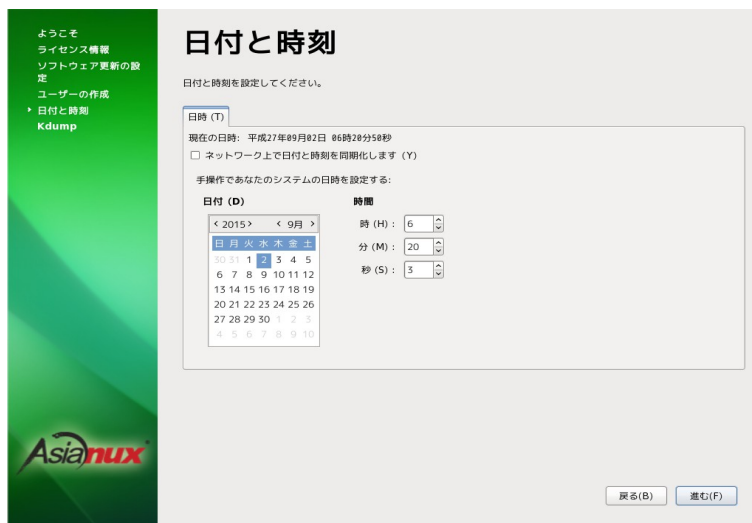 ようこそ
ライセンス情報
ソフトウェア更新の設
定
ユーザーの作成
日付と時刻
Kdump
日付と時刻
日付と時刻を設定してください。
日時 (T)
現在の日時: 平成27年09月02日 06時20分50秒
ネットワーク上で日付と時刻を同期化します (Y)
手操作であなたのシステムの日時を設定する:
日付 (D) 時間
2015 9月
時 (H) : 6
日 月 火 水 木 金 土
分 (M) : 20
30 31 1 2 3 4 5
秒 (S) : 3
6 7 8 9 10 11 12
13 14 15 16 17 18 19
20 21 22 23 24 25 26
27 28 29 30 1 2 3
4 5 6 7 8 9 10
Asianux
戻る(B) 進む(F)